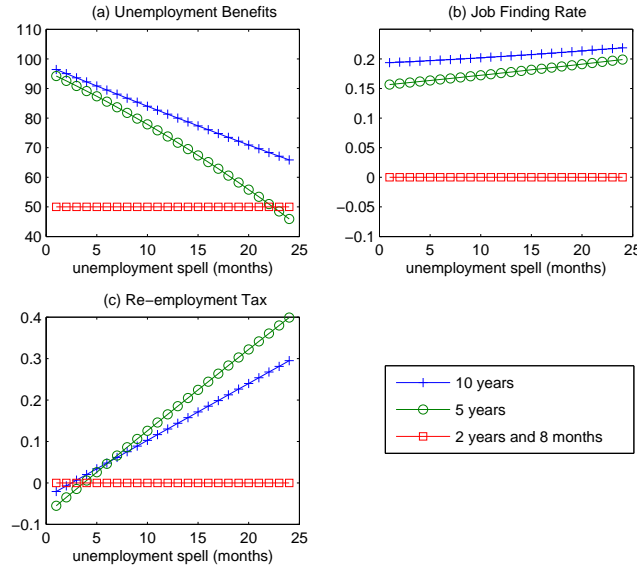 (a) Unemployment Benefits
110
100
90
80
70
60
50
40
0 5 10 15 20 25
unemployment spell (months)
(b) Job Finding Rate
0.2
0.15
0.1
0.05
0
−0.05
−0.1
0 5 10 15 20 25
unemployment spell (months)
(c) Re−employment Tax
0.4
0.3
0.2
0.1
0
−0.1
0 5 10 15 20 25
unemployment spell (months)
10 years
5 years
2 years and 8 months